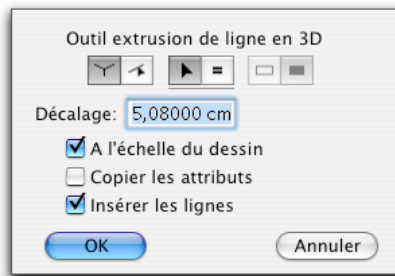 Outil extrusion de ligne en 3D
Décalage: 5,08000 cm
A l'échelle du dessin
Copier les attributs
Insérer les lignes
OK Annuler